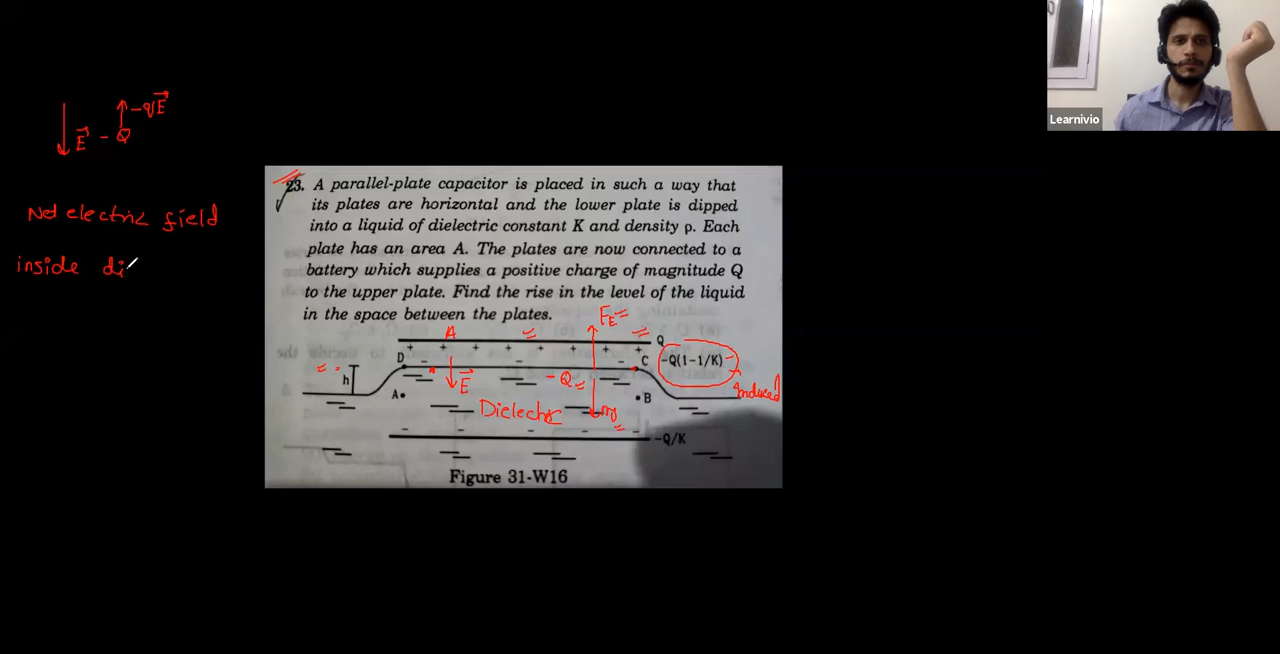 Learnivio
E⃗ - Q -qE⃗
Net electric field
inside di
23. A parallel-plate capacitor is placed in such a way that
its plates are horizontal and the lower plate is dipped
into a liquid of dielectric constant K and density ρ. Each
plate has an area A. The plates are now connected to a
battery which supplies a positive charge of magnitude Q
to the upper plate. Find the rise in the level of the liquid
in the space between the plates.
A FE
Q
+ + + + + + + +
D C -Q(1-1/K)
h E⃗ - Q Induced
A B
Dielectric mg
-Q/K
Figure 31-W16